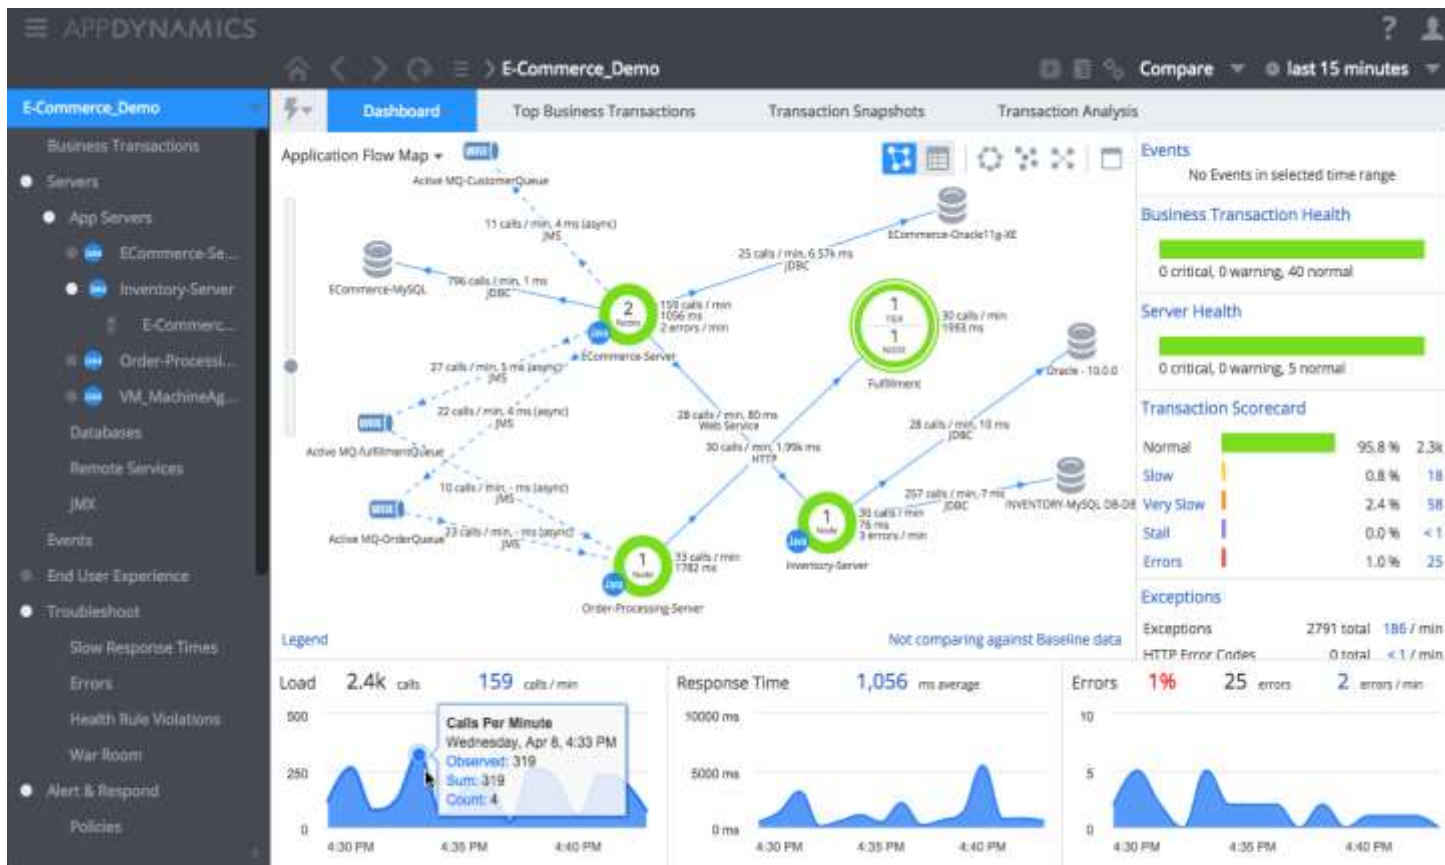 APPDYNAMICS
?
E-Commerce_Demo
Compare
last 15 minutes
E-Commerce_Demo
Business Transactions
Servers
App Servers
ECommerce-Se...
Inventory-Server
E-Commerc...
Order-Processi...
VM_MachineAg...
Databases
Remote Services
JMX
Events
End User Experience
Troubleshoot
Slow Response Times
Errors
Health Rule Violations
War Room
Alert & Respond
Policies
Dashboard
Top Business Transactions
Transaction Snapshots
Transaction Analysis
Application Flow Map
Active MQ-CustomerQueue
11 calls / min, 4 ms (async)
JMS
ECommerce-Oracle11g-XE
25 calls / min, 6.57k ms
JDBC
ECommerce-MySQL
796 calls / min, 1 ms
JDBC
2
Nodes
159 calls / min
1056 ms
2 errors / min
Java
ECommerce-Server
1
TIER
1
NODE
30 calls / min
1993 ms
Fulfillment
Oracle - 10.0.0
27 calls / min, 5 ms (async)
JMS
22 calls / min, 4 ms (async)
JMS
28 calls / min, 80 ms
Web Service
28 calls / min, 10 ms
JDBC
30 calls / min, 1.99k ms
HTTP
Active MQ-fulfillmentQueue
10 calls / min, - ms (async)
JMS
257 calls / min, 7 ms
JDBC
INVENTORY-MySQL DB-DB
Active MQ-OrderQueue
23 calls / min, - ms (async)
JMS
1
Node
30 calls / min
76 ms
3 errors / min
Java
Inventory-Server
1
Node
33 calls / min
1782 ms
Java
Order-Processing-Server
Legend
Not comparing against Baseline data
Events
No Events in selected time range
Business Transaction Health
0 critical, 0 warning, 40 normal
Server Health
0 critical, 0 warning, 5 normal
Transaction Scorecard
Normal 95.8 % 2.3k
Slow 0.8 % 18
Very Slow 2.4 % 58
Stall 0.0 % < 1
Errors 1.0 % 25
Exceptions
Exceptions 2791 total 186 / min
HTTP Error Codes 0 total < 1 / min
Load 2.4k calls 159 calls / min
500
250
0
4:30 PM 4:35 PM 4:40 PM
Calls Per Minute
Wednesday, Apr 8, 4:33 PM
Observed: 319
Sum: 319
Count: 4
Response Time 1,056 ms average
10000 ms
5000 ms
0 ms
4:30 PM 4:35 PM 4:40 PM
Errors 1% 25 errors 2 errors / min
10
5
0
4:30 PM 4:35 PM 4:40 PM